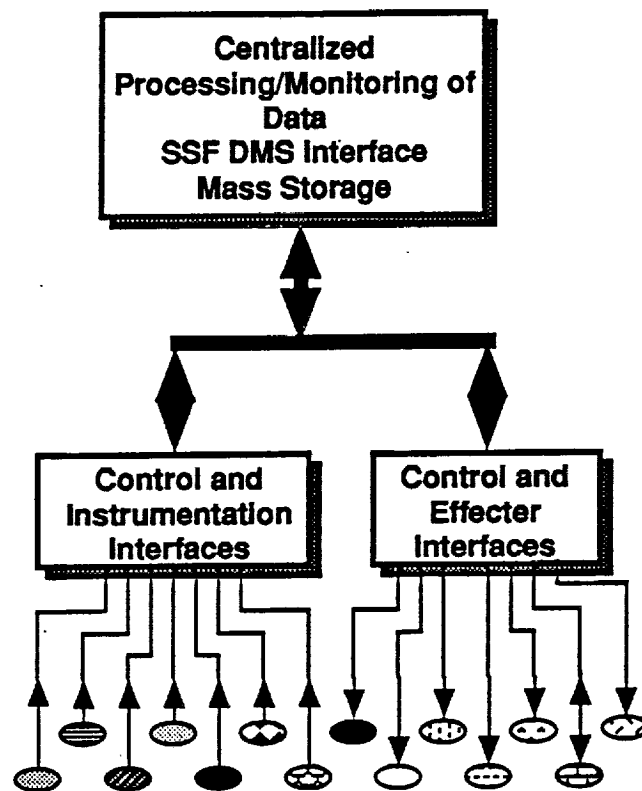 Centralized
Processing/Monitoring of
Data
SSF DMS Interface
Mass Storage
Control and
Instrumentation
Interfaces
Control and
Effecter
Interfaces